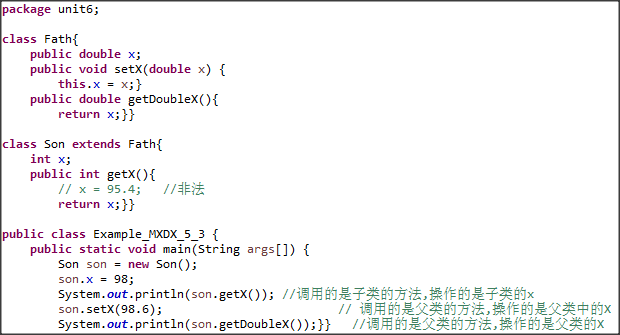 package unit6;
class Fath{
public double x;
public void setX(double x) {
this.x = x;}
public double getDoubleX(){
return x;}}
class Son extends Fath{
int x;
public int getX(){
// x = 95.4;   //非法
return x;}}
public class Example_MXDX_5_3 {
public static void main(String args[]) {
Son son = new Son();
son.x = 98;
System.out.println(son.getX()); //调用的是子类的方法,操作的是子类的x
son.setX(98.6);                         // 调用的是父类的方法,操作的是父类中的X
System.out.println(son.getDoubleX());}}   //调用的是父类的方法,操作的是父类的x